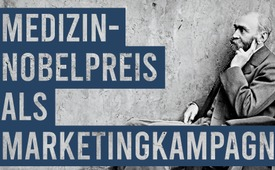 MEDIZIN-
NOBELPREIS
ALS
MARKETINGKAMPAGN